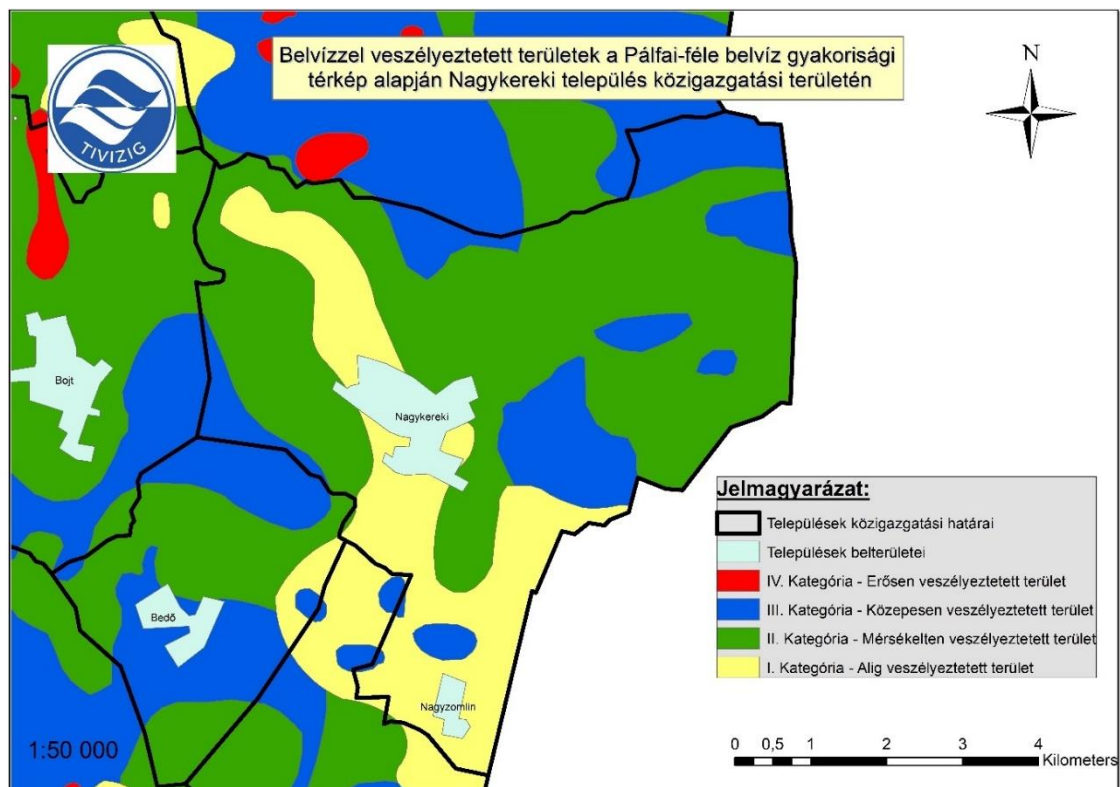 Belvízzel veszélyeztetett területek a Pálfai-féle belvíz gyakorisági
térkép alapján Nagykereki település közigazgatási területén
TIVIZIG
N
Bojt
Nagykereki
Bedő
Nagyzomlin
Jelmagyarázat:
Települések közigazgatási határai
Települések belterületei
IV. Kategória - Erősen veszélyeztetett terület
III. Kategória - Közepesen veszélyeztetett terület
II. Kategória - Mérsékelten veszélyeztetett terület
I. Kategória - Alig veszélyeztetett terület
1:50 000
0 0,5 1 2 3 4
Kilometers